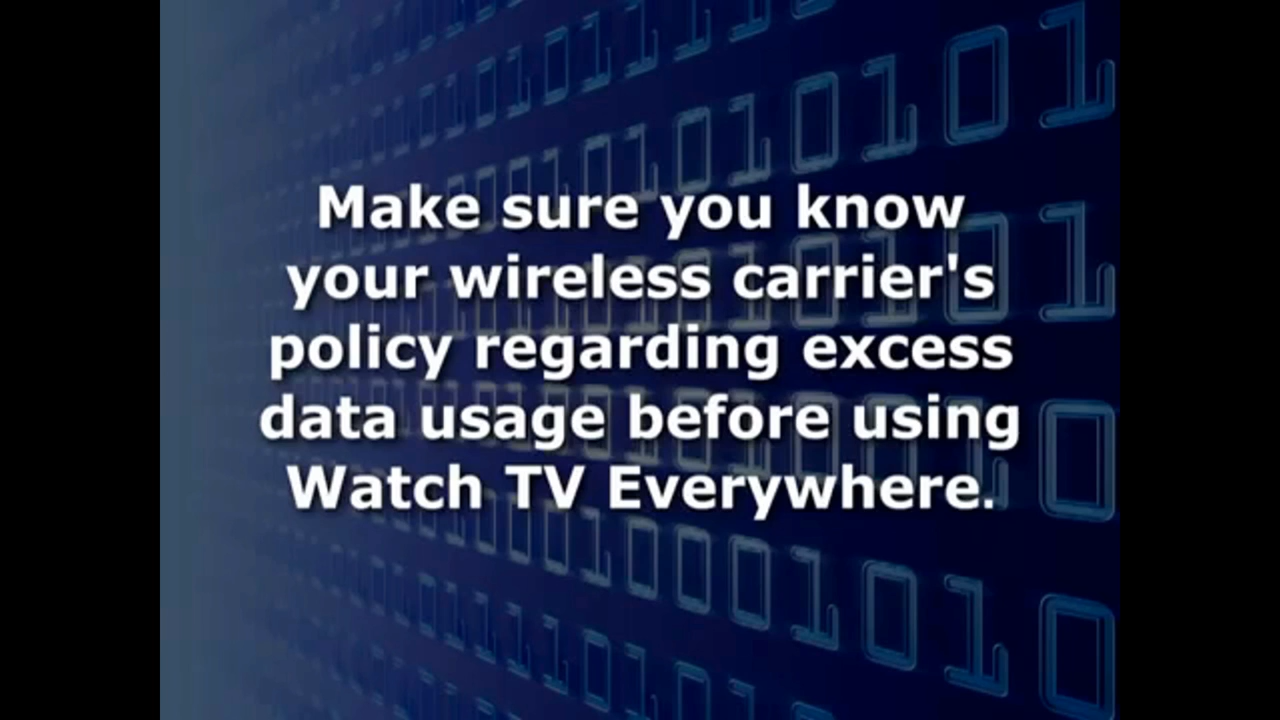 Make sure you know
your wireless carrier's
policy regarding excess
data usage before using
Watch TV Everywhere.